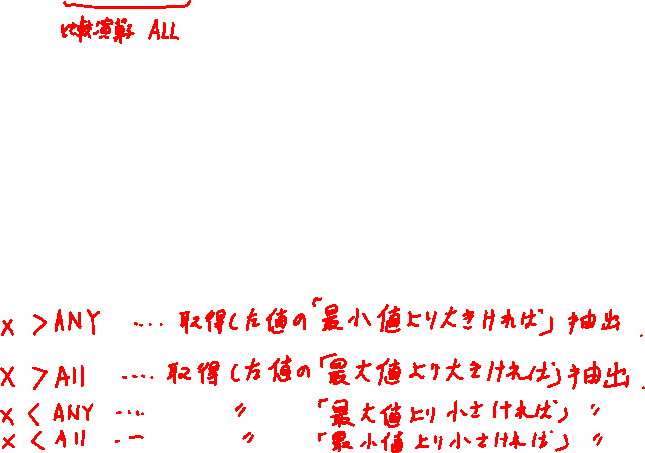 比較演算子 ALL
x >ANY .... 取得した値の「最小値より大きければ」抽出.
x >All .... 取得した値の「最大値より大きければ」抽出.
x <ANY .... 〃 「最大値より小さければ」 〃
x <All .... 〃 「最小値より小さければ」 〃